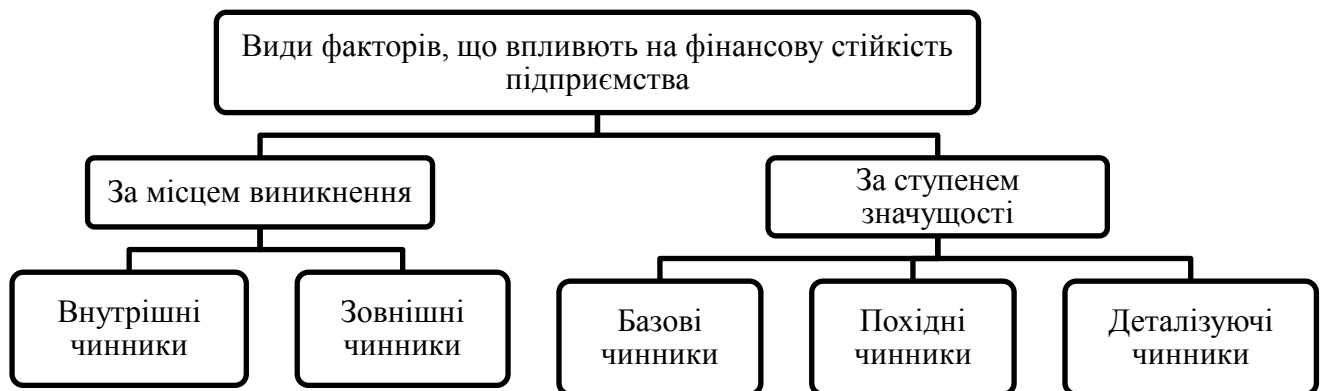 Види факторів, що впливють на фінансову стійкість
підприємства
За місцем виникнення
За ступенем
значущості
Внутрішні
чинники
Зовнішні
чинники
Базові
чинники
Похідні
чинники
Деталізуючі
чинники